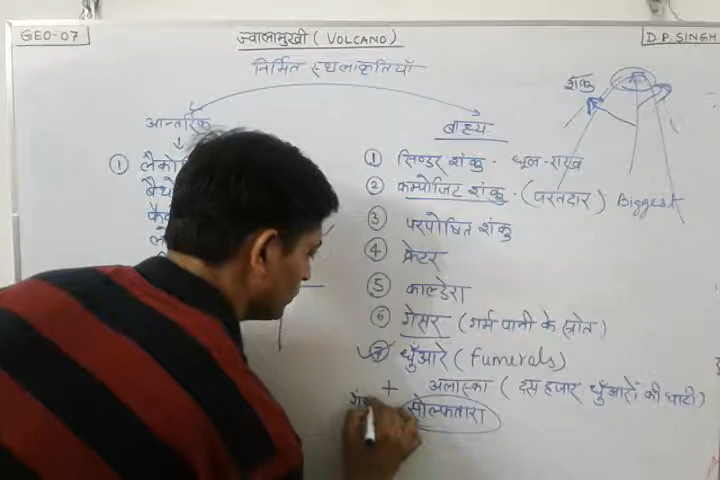 GEO-07
ज्वालामुखी (VOLCANO)
D.P. SINGH
निर्मित स्थलाकृतियाँ
शंकु
आन्तरिक
बाह्य
① लैको
बैथो
① सिण्डर शंकु - धूल-राख
② कम्पोजिट शंकु - (परतदार) Biggest
③ परपोषित शंकु
④ क्रेटर
⑤ काल्डेरा
⑥ गेसर (गर्म पानी के स्रोत)
⑦ धुँआरे (fumerals)
+ अलास्का (दस हजार धुँआरों की घाटी)
सोल्फतारा